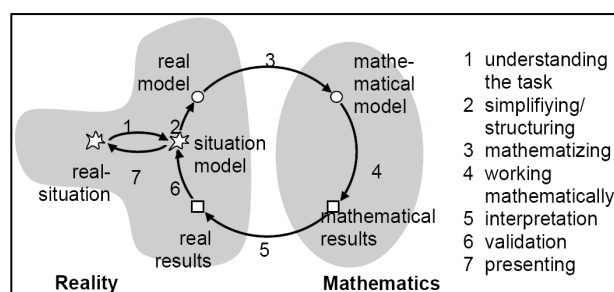 real
model
3
mathe-
matical model
1
2
situation
model
7
real-
situation
6
4
real
results
5
mathematical
results
Reality
Mathematics
1 understanding
the task
2 simplifiying/
structuring
3 mathematizing
4 working
mathematically
5 interpretation
6 validation
7 presenting